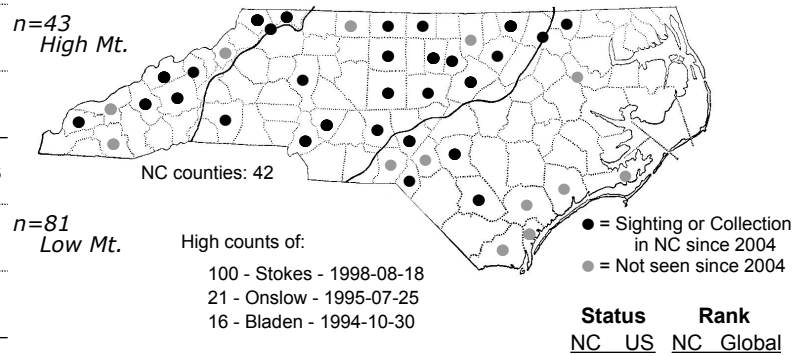 n=43
High Mt.
NC counties: 42
n=81
Low Mt.
High counts of:
100 - Stokes - 1998-08-18
21 - Onslow - 1995-07-25
16 - Bladen - 1994-10-30
= Sighting or Collection
in NC since 2004
= Not seen since 2004
Status Rank
NC US NC Global